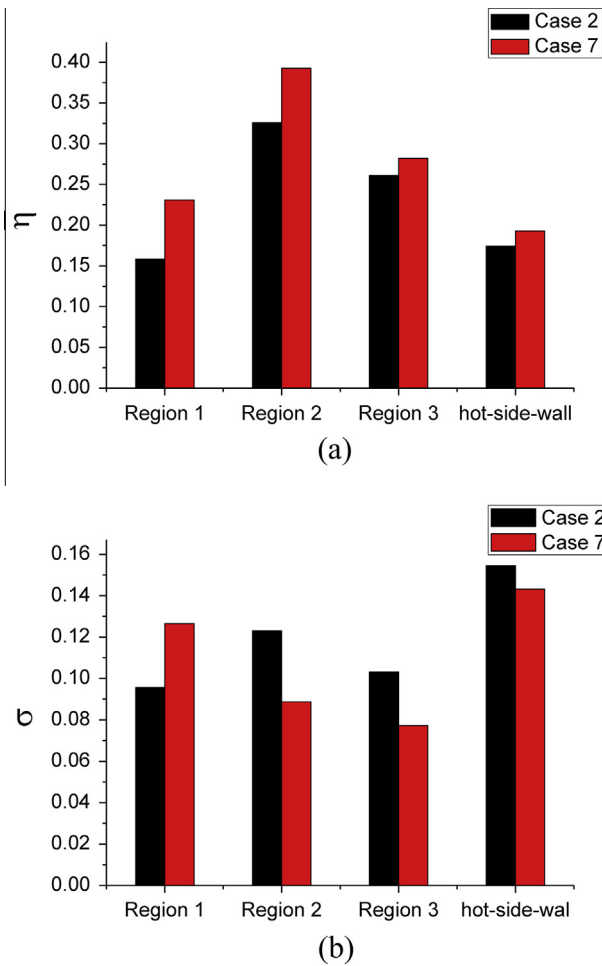 Case 2
Case 7
0.40
0.35
0.30
0.25
0.20
0.15
0.10
0.05
0.00
η̅
Region 1 Region 2 Region 3 hot-side-wall
(a)
Case 2
Case 7
0.16
0.14
0.12
0.10
0.08
0.06
0.04
0.02
0.00
σ
Region 1 Region 2 Region 3 hot-side-wal
(b)